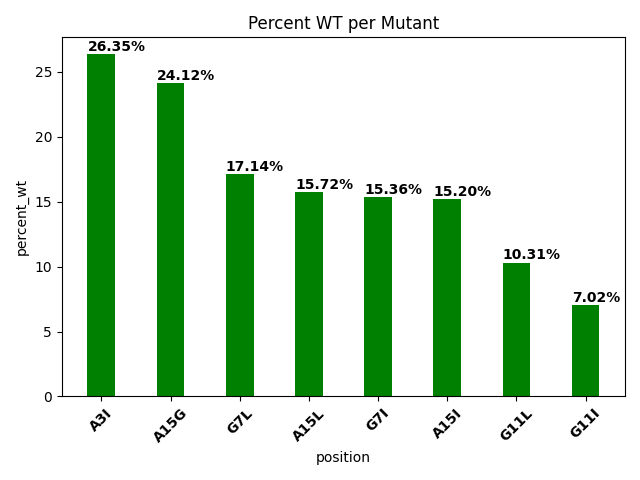 Percent WT per Mutant
26.35%
24.12%
17.14%
15.72%
15.36%
15.20%
10.31%
7.02%
percent_wt
25
20
15
10
5
0
A3I
A15G
G7L
A15L
G7I
A15I
G11L
G11I
position